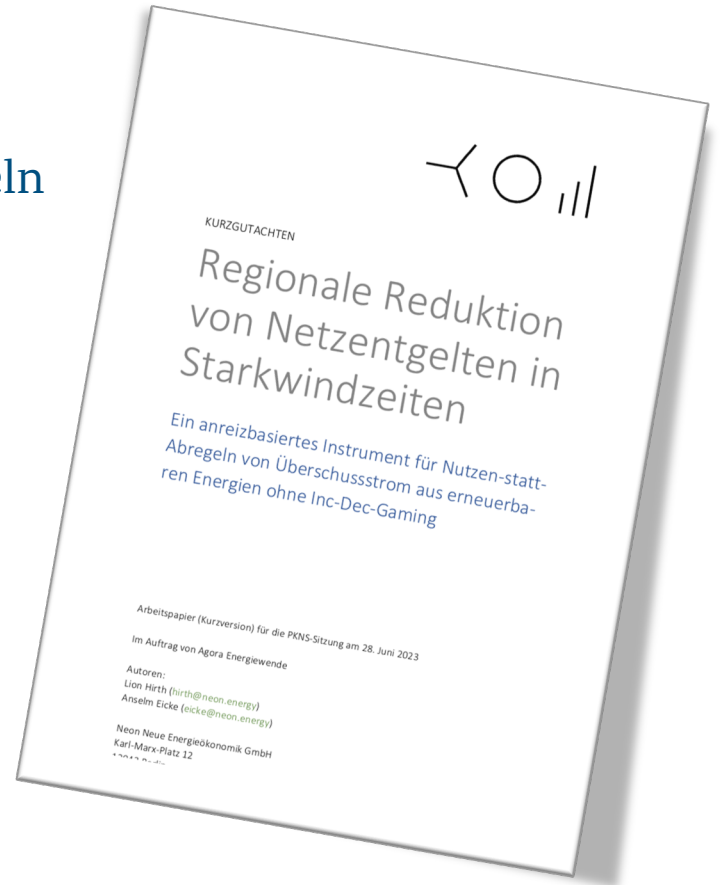 ln
KURZGUTACHTEN
Regionale Reduktion
von Netzentgelten in
Starkwindzeiten
Ein anreizbasiertes Instrument für Nutzen-statt-
Abregeln von Überschussstrom aus erneuerba-
ren Energien ohne Inc-Dec-Gaming
Arbeitspapier (Kurzversion) für die PKNS-Sitzung am 28. Juni 2023
Im Auftrag von Agora Energiewende
Autoren:
Lion Hirth (hirth@neon.energy)
Anselm Eicke (eicke@neon.energy)
Neon Neue Energieökonomik GmbH
Karl-Marx-Platz 12